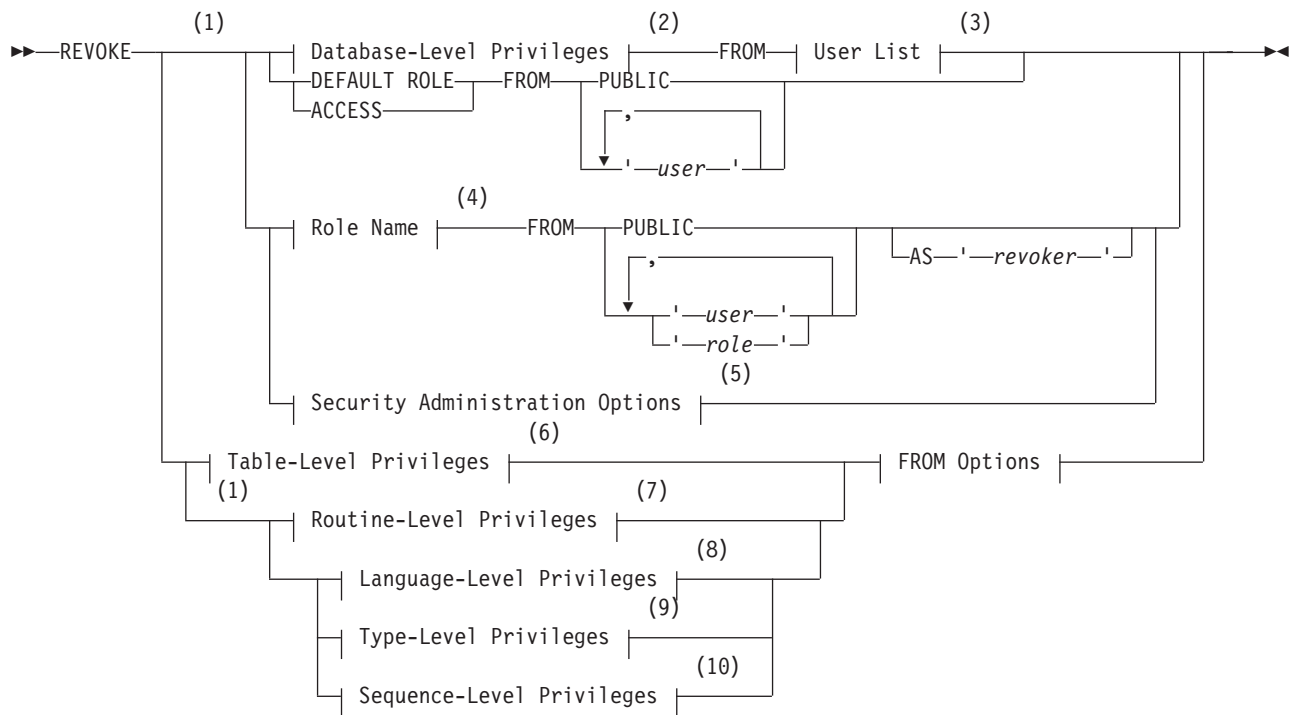 (1) (2) (3)
REVOKE Database-Level Privileges FROM User List
DEFAULT ROLE FROM PUBLIC
ACCESS ,
' user '
(4)
Role Name FROM PUBLIC
, AS ' revoker '
' user '
' role '
(5)
Security Administration Options
(6)
Table-Level Privileges FROM Options
(1) (7)
Routine-Level Privileges
(8)
Language-Level Privileges
(9)
Type-Level Privileges
(10)
Sequence-Level Privileges